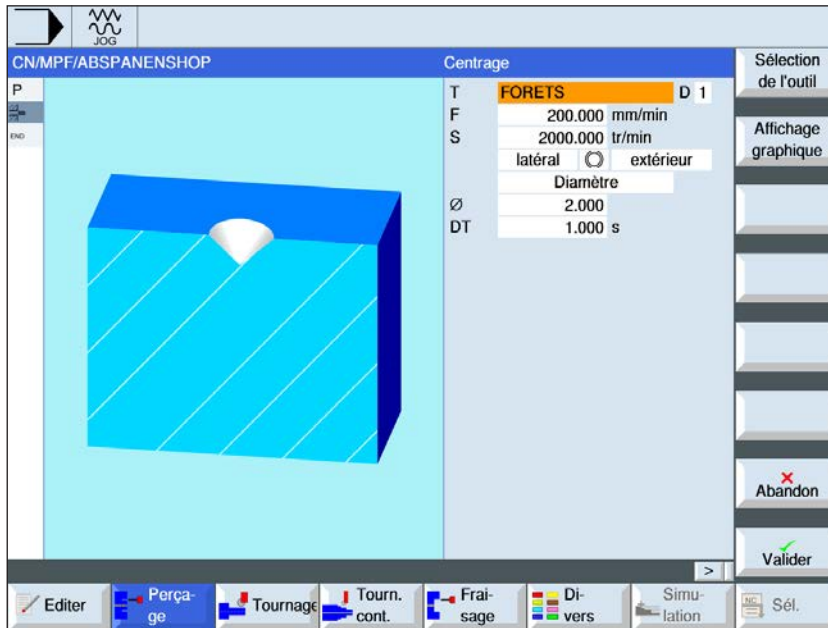 JOG
CN/MPF/ABSPANENSHOP
Centrage
P
END
T FORETS D 1
F 200.000 mm/min
S 2000.000 tr/min
latéral extérieur
Diamètre
Ø 2.000
DT 1.000 s
Sélection
de l'outil
Affichage
graphique
Abandon
Valider
>
Editer
Perça-
ge
Tournage
Tourn.
cont.
Frai-
sage
Di-
vers
Simu-
lation
NC
Sél.